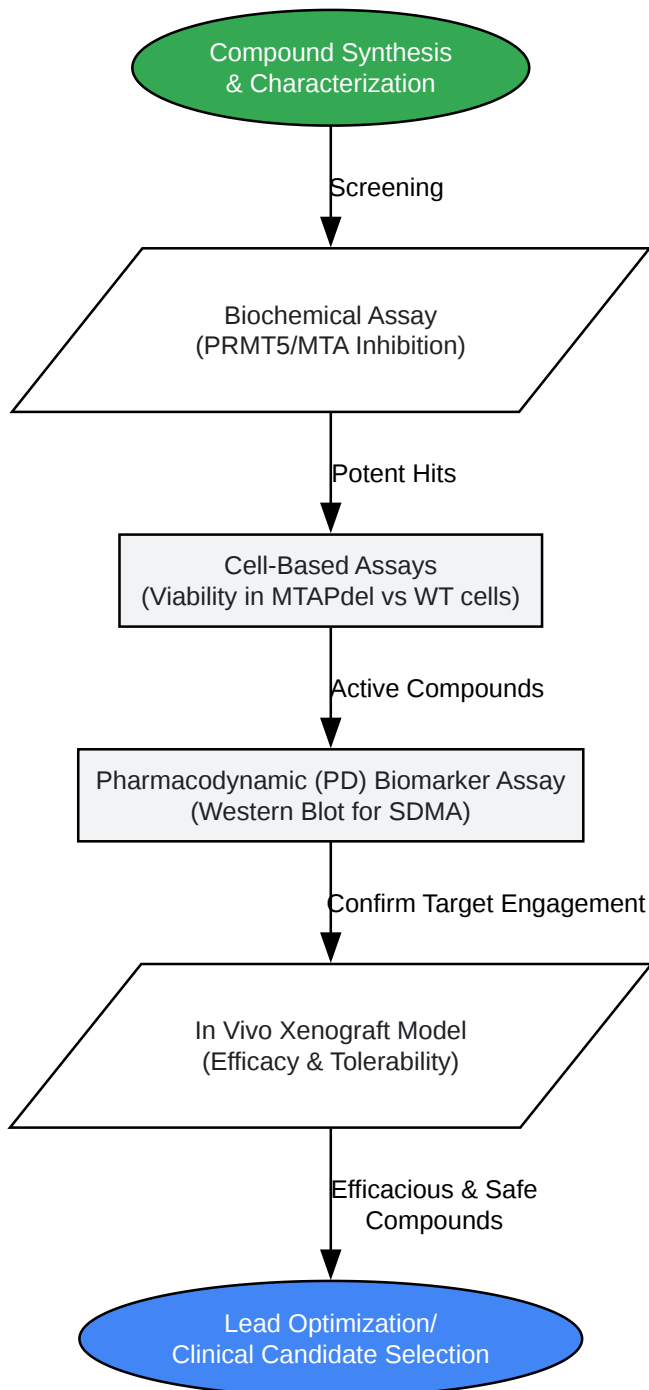 Compound Synthesis
& Characterization
Screening
Biochemical Assay
(PRMT5/MTA Inhibition)
Potent Hits
Cell-Based Assays
(Viability in MTAPdel vs WT cells)
Active Compounds
Pharmacodynamic (PD) Biomarker Assay
(Western Blot for SDMA)
Confirm Target Engagement
In Vivo Xenograft Model
(Efficacy & Tolerability)
Efficacious & Safe
Compounds
Lead Optimization/
Clinical Candidate Selection